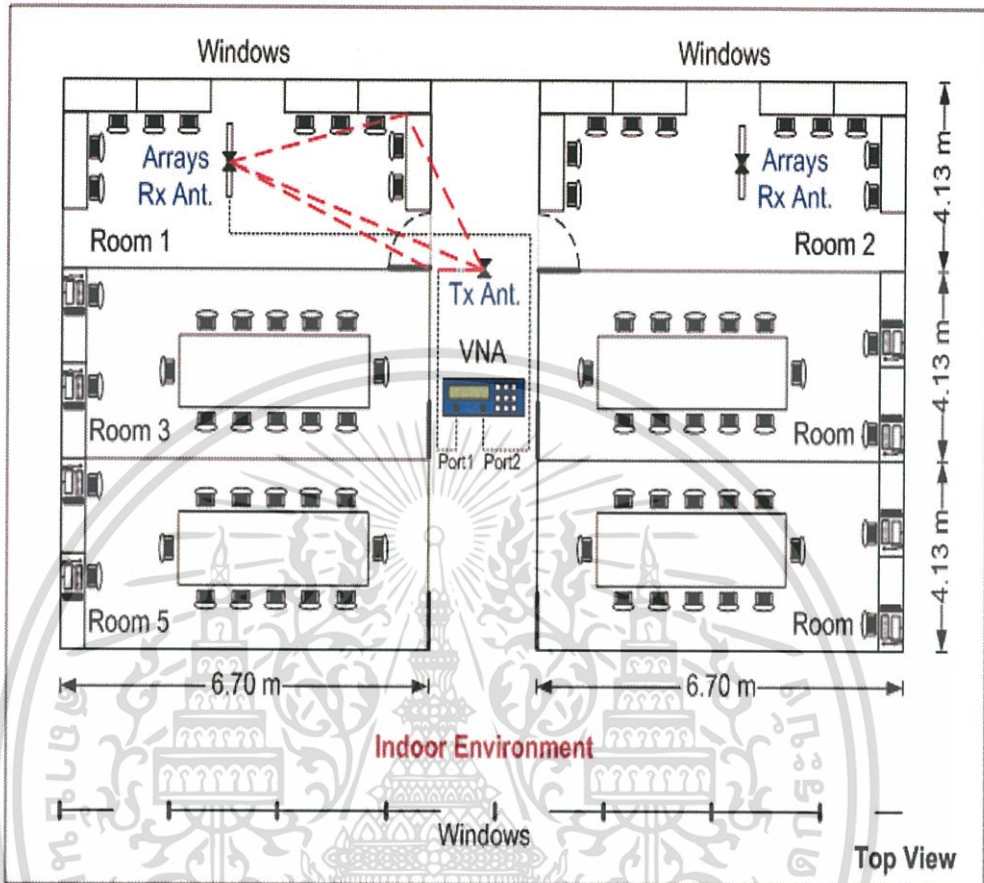 Windows
Windows
Arrays
Rx Ant.
Arrays
Rx Ant.
Room 1
Room 2
4.13 m
Tx Ant.
VNA
4.13 m
Room 3
Room
Port1
Port2
4.13 m
Room 5
Room
6.70 m
6.70 m
Indoor Environment
Windows
Top View